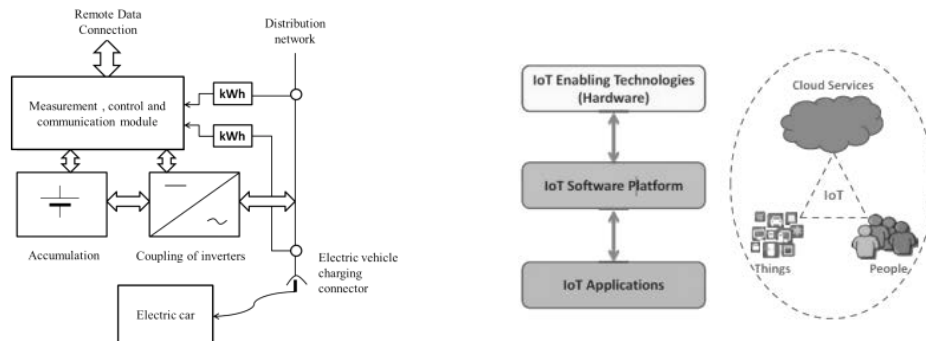 Remote Data
Connection
Distribution
network
kWh
Measurement , control and
communication module
kWh
Accumulation
Coupling of inverters
Electric vehicle
charging
connector
Electric car
IoT Enabling Technologies
(Hardware)
IoT Software Platform
IoT Applications
Cloud Services
IoT
Things
People